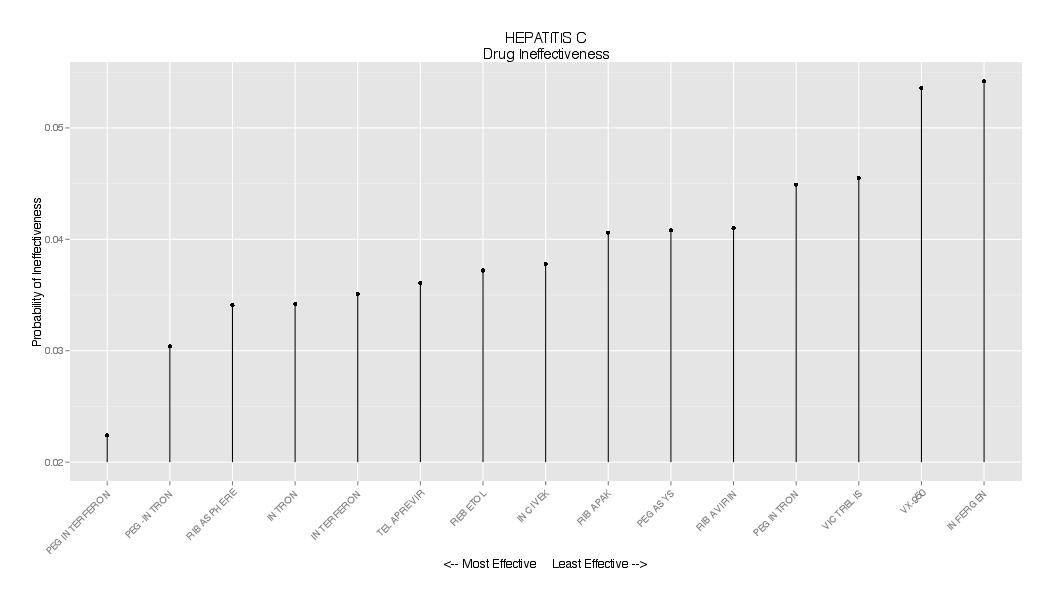 HEPATITIS C
Drug Ineffectiveness
Probability of Ineffectiveness
0.05
0.04
0.03
0.02
PEG INTERFERON
PEG-INTRON
RIBASPHERE
INTRON
INTERFERON
TELAPREVIR
REBETOL
INCIVEK
RIBAPAK
PEGASYS
RIBAVIRIN
PEGINTRON
VICTRELIS
VX-950
INFERGEN
<-- Most Effective Least Effective -->